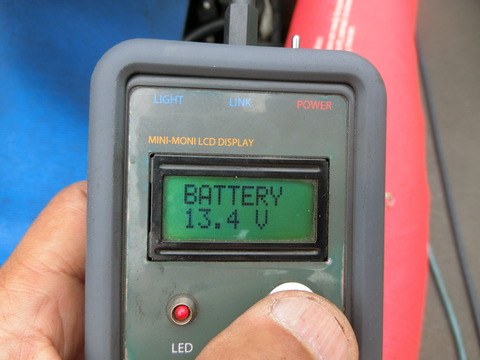 LIGHT LINK POWER
MINI-MONI LCD DISPLAY
BATTERY
13.4 V
LED